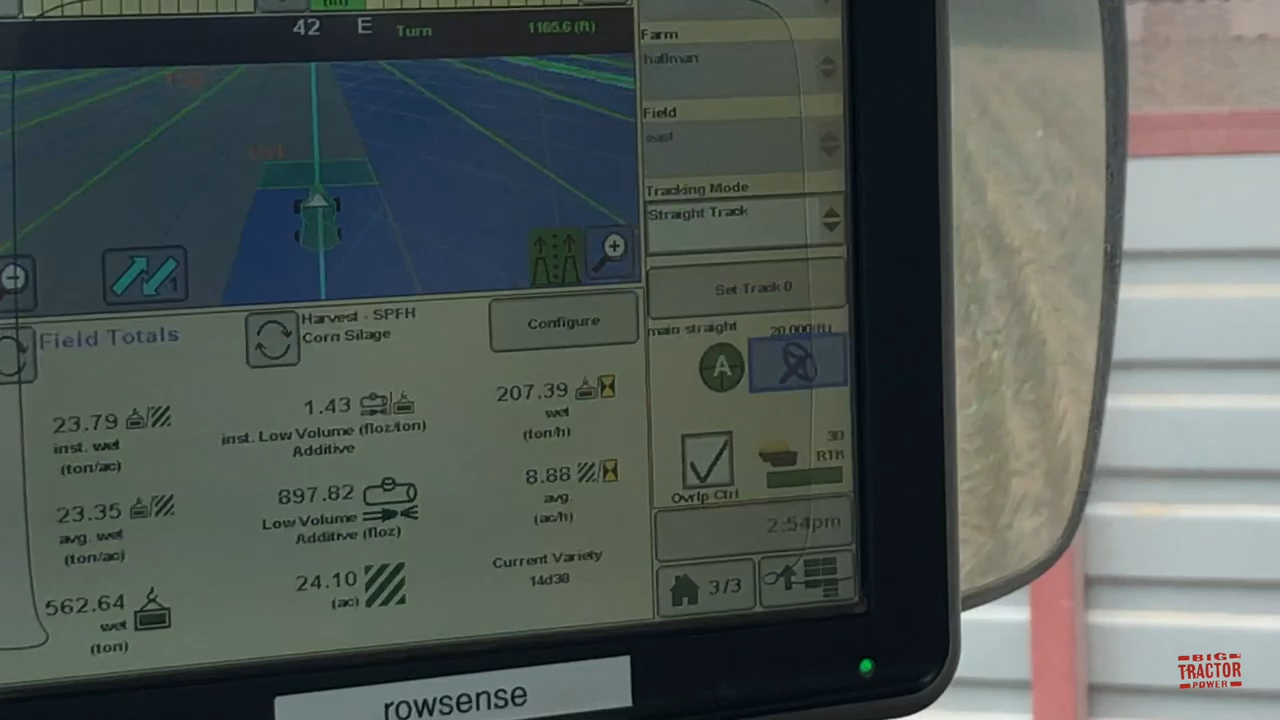 (in)
42 E Turn 1165.6 (ft)
Farm
hallman
Field
east
Tracking Mode
Straight Track
Set Track 0
main straight 20.000(ft)
A
Field Totals
Harvest - SPFH
Corn Silage
Configure
23.79
inst. wet
(ton/ac)
1.43
inst. Low Volume (floz/ton)
Additive
207.39
wet
(ton/h)
23.35
avg. wet
(ton/ac)
897.82
Low Volume
Additive (floz)
8.88
avg.
(ac/h)
562.64
wet
(ton)
24.10
(ac)
Current Variety
14d30
3D
RTK
Ovrlp Ctrl
2:54pm
3/3
rowsense
BIG
TRACTOR
POWER